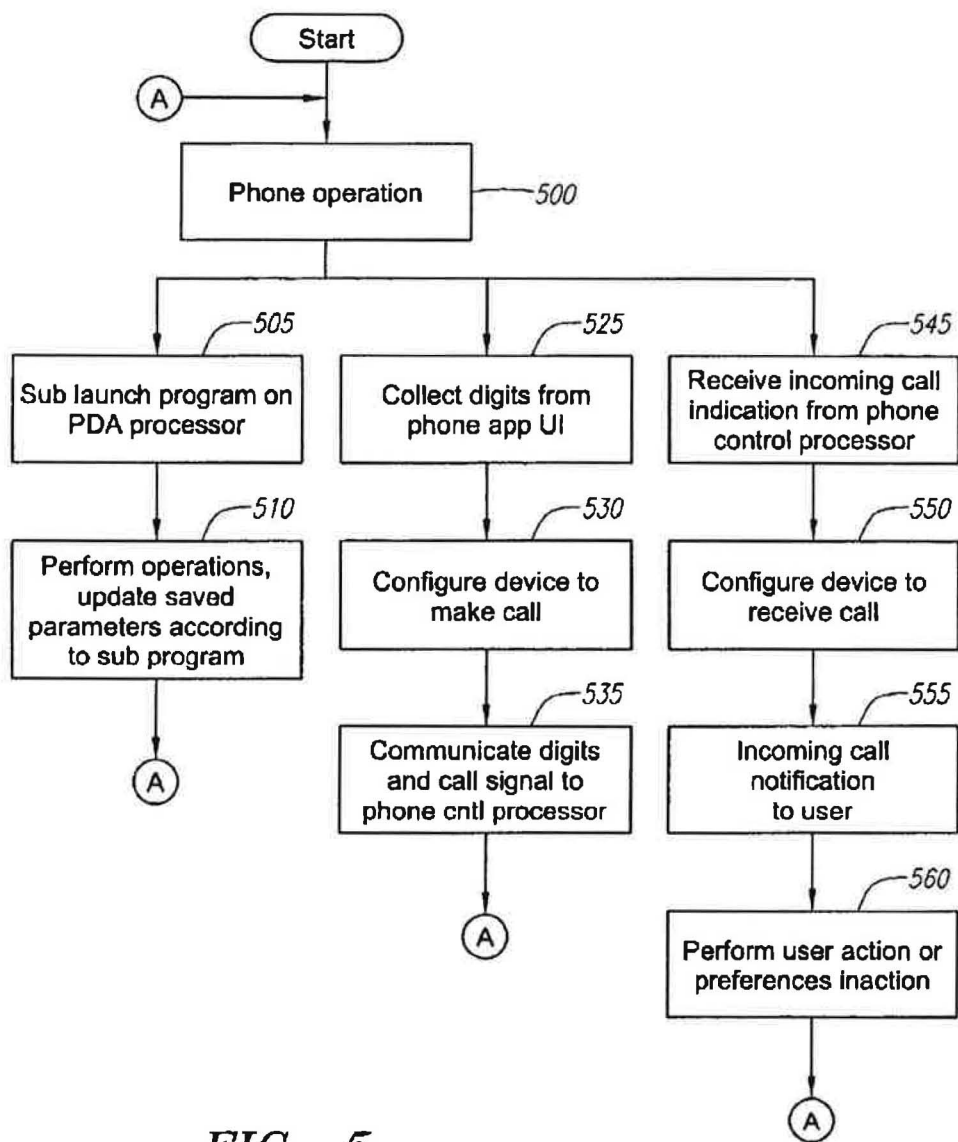 Start
A
Phone operation
500
505
Sub launch program on
PDA processor
510
Perform operations,
update saved
parameters according
to sub program
A
525
Collect digits from
phone app UI
530
Configure device to
make call
535
Communicate digits
and call signal to
phone cntl processor
A
545
Receive incoming call
indication from phone
control processor
550
Configure device to
receive call
555
Incoming call
notification
to user
560
Perform user action or
preferences inaction
A
FIG. 5